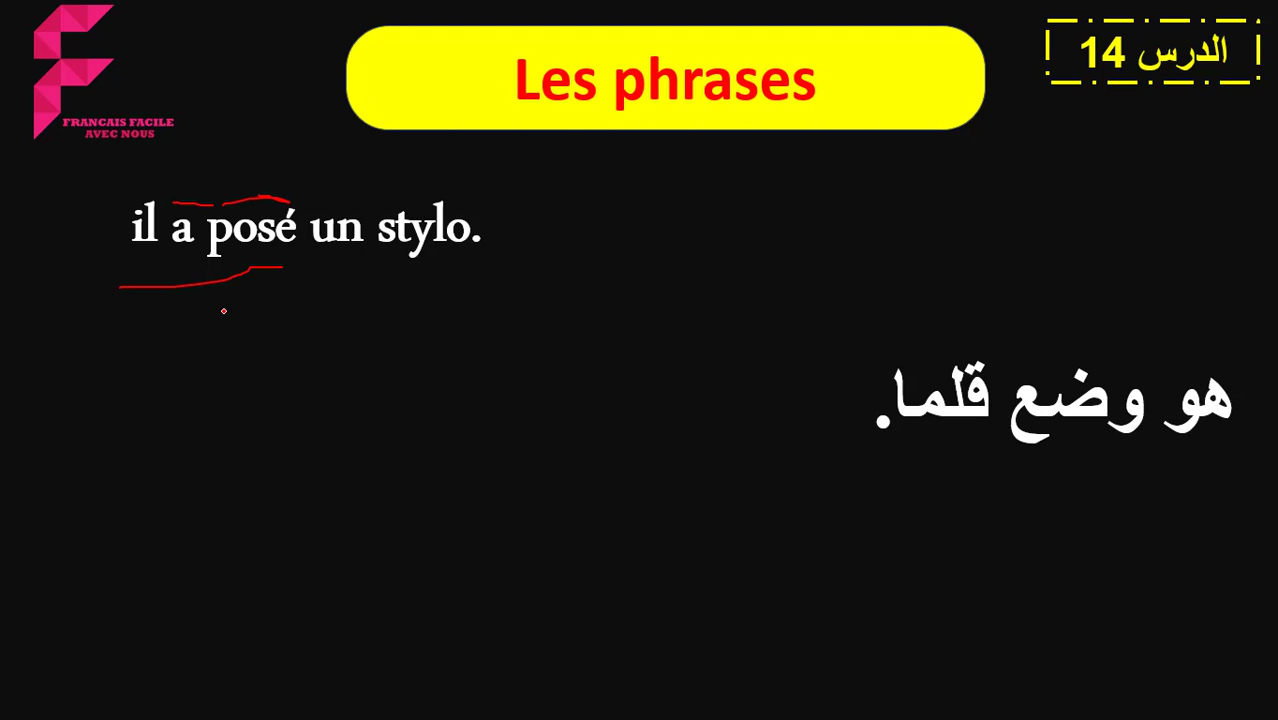 FRANCAIS FACILE
AVEC NOUS
Les phrases
الدرس 14
il a posé un stylo.
هو وضع قلما.